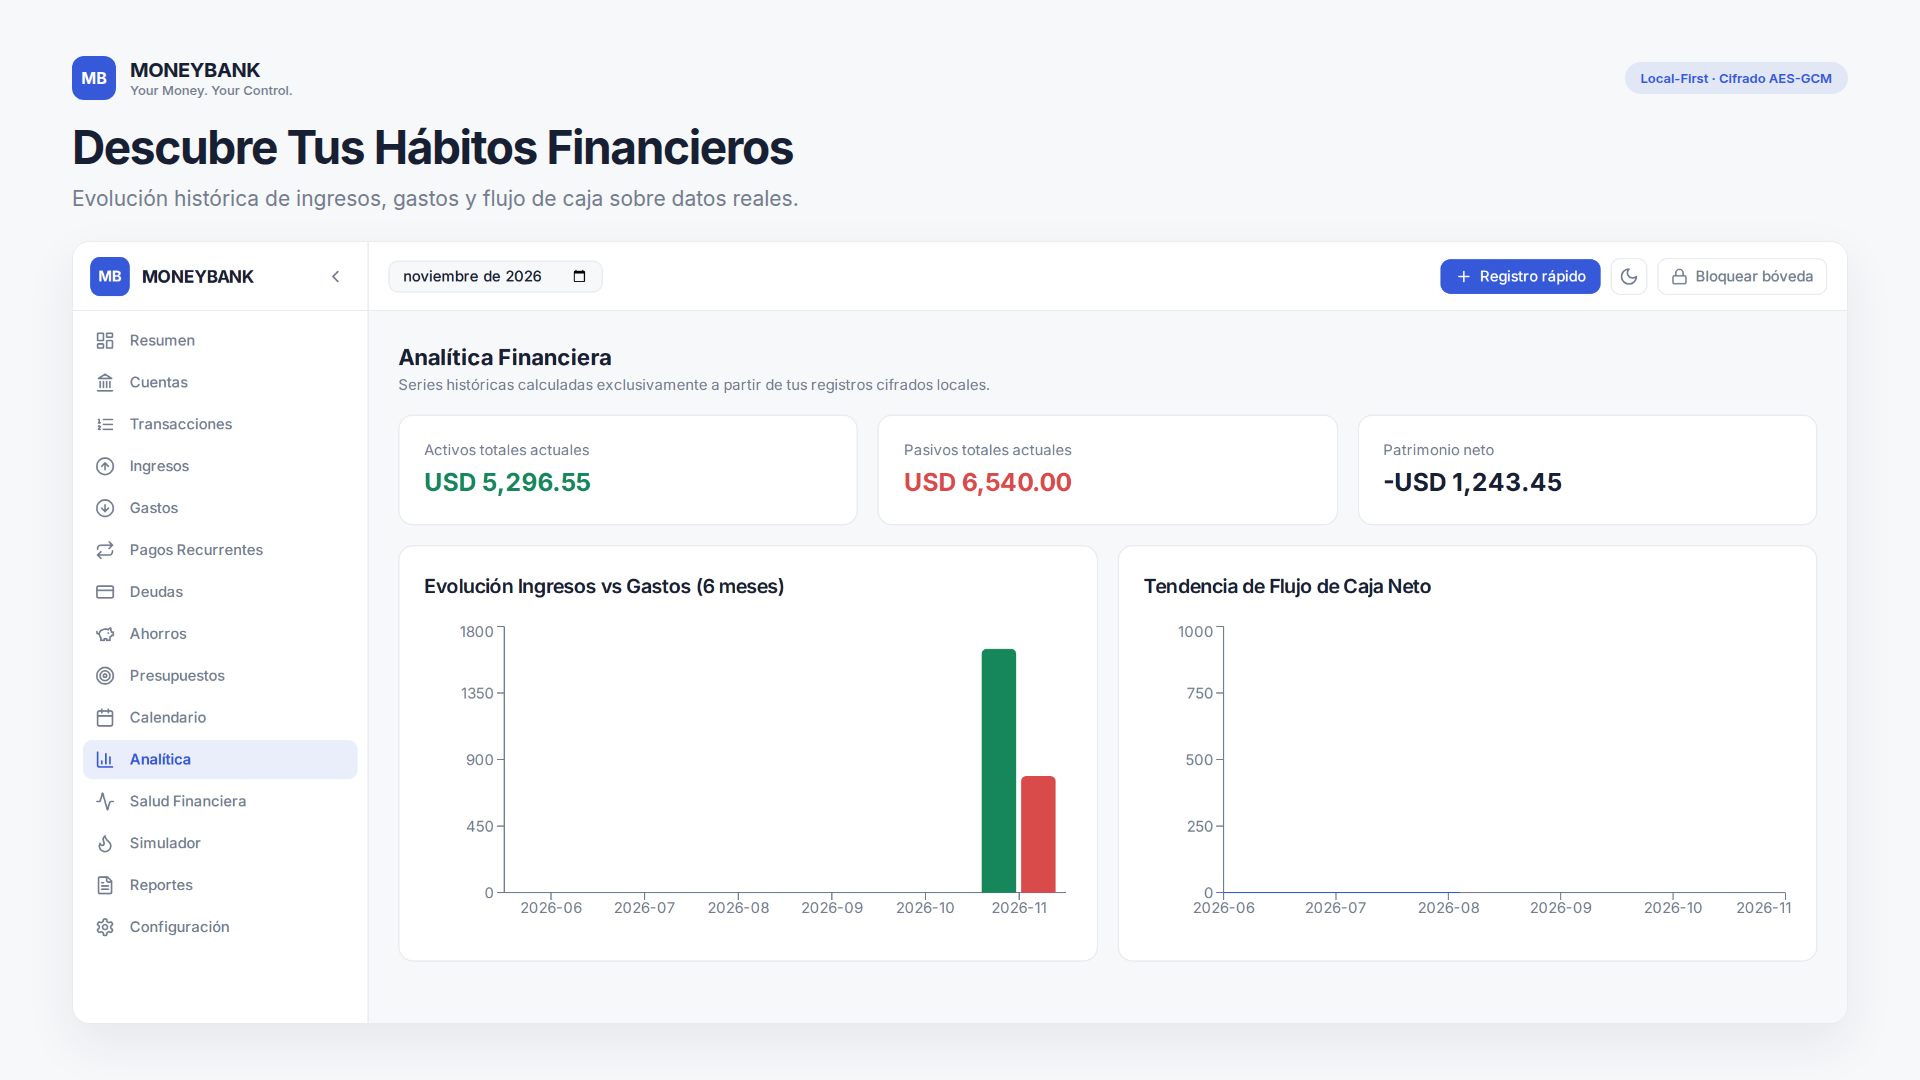 MB
MONEYBANK
Your Money. Your Control.
Local-First · Cifrado AES-GCM
Descubre Tus Hábitos Financieros
Evolución histórica de ingresos, gastos y flujo de caja sobre datos reales.
MB
MONEYBANK
noviembre de 2026
Registro rápido
Bloquear bóveda
Resumen
Cuentas
Transacciones
Ingresos
Gastos
Pagos Recurrentes
Deudas
Ahorros
Presupuestos
Calendario
Analítica
Salud Financiera
Simulador
Reportes
Configuración
Analítica Financiera
Series históricas calculadas exclusivamente a partir de tus registros cifrados locales.
Activos totales actuales
USD 5,296.55
Pasivos totales actuales
USD 6,540.00
Patrimonio neto
-USD 1,243.45
Evolución Ingresos vs Gastos (6 meses)
1800
1350
900
450
0
2026-06 2026-07 2026-08 2026-09 2026-10 2026-11
Tendencia de Flujo de Caja Neto
1000
750
500
250
0
2026-06 2026-07 2026-08 2026-09 2026-10 2026-11